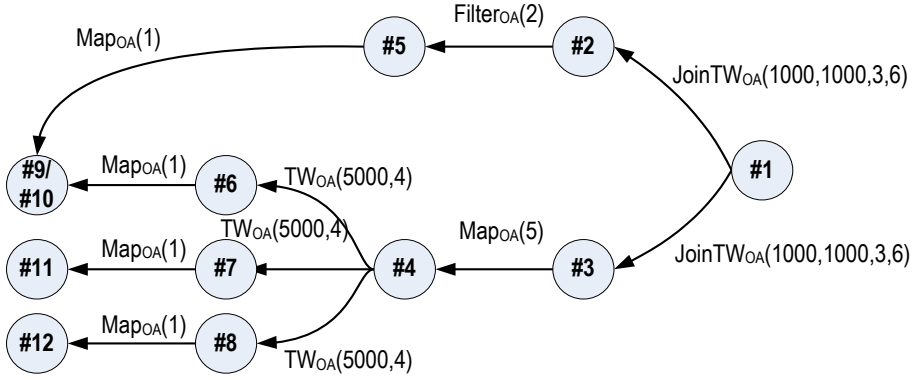 Filter_OA(2)
Map_OA(1)
#5
#2
JoinTW_OA(1000,1000,3,6)
#9/
#10
Map_OA(1)
#6
TW_OA(5000,4)
#1
TW_OA(5000,4)
Map_OA(5)
Map_OA(1)
JoinTW_OA(1000,1000,3,6)
#11
#7
#4
#3
Map_OA(1)
#12
#8
TW_OA(5000,4)